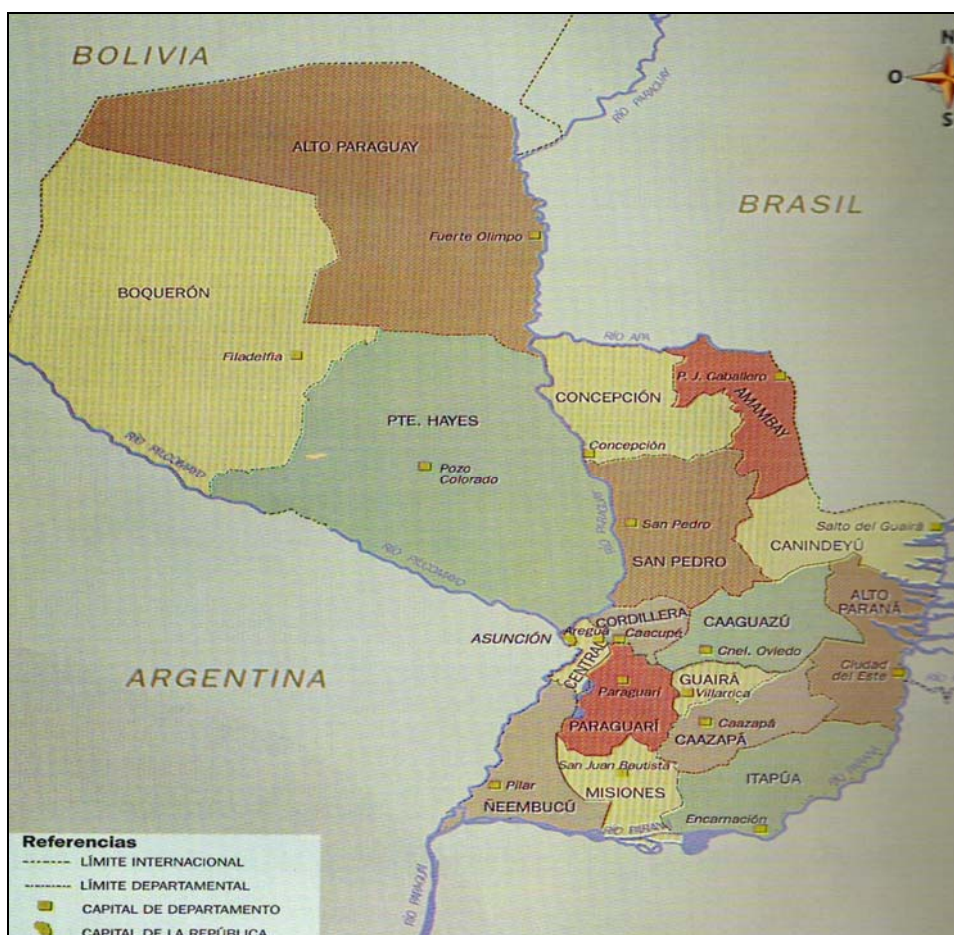 BOLIVIA
N
O
S
RÍO PARAGUAY
ALTO PARAGUAY
BRASIL
Fuerte Olimpo
BOQUERÓN
Filadelfia
RÍO APA
P. J. Caballero
CONCEPCIÓN
AMAMBAY
PTE. HAYES
Concepción
RÍO PILCOMAYO
Pozo
Colorado
RÍO PARAGUAY
San Pedro
Salto del Guairá
CANINDEYÚ
SAN PEDRO
RÍO PILCOMAYO
ALTO
PARANÁ
CORDILLERA
CAAGUAZÚ
ASUNCIÓN
Areguá
Caacupé
Cnel. Oviedo
CENTRAL
ARGENTINA
GUAIRÁ
Ciudad
del Este
Paraguarí
Villarrica
PARAGUARÍ
Caazapá
CAAZAPÁ
San Juan Bautista
ITAPÚA
RÍO PARANÁ
Pilar
MISIONES
ÑEEMBUCÚ
Encarnación
RÍO PARANÁ
RÍO PARAGUAY
Referencias
LÍMITE INTERNACIONAL
LÍMITE DEPARTAMENTAL
CAPITAL DE DEPARTAMENTO
CAPITAL DE LA REPÚBLICA